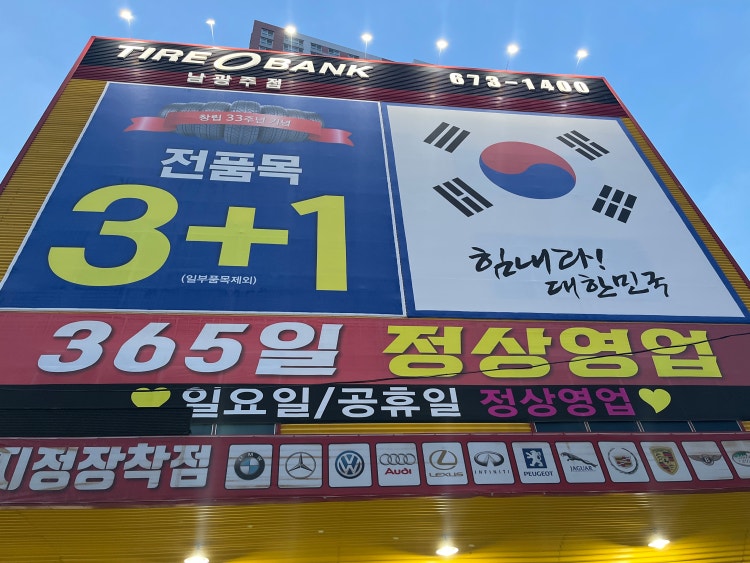 TIRE BANK 673-1400
남광주점
창립 33주년 기념
전품목
3+1
(일부품목제외)
힘내라!
대한민국
365일 정상영업
일요일/공휴일 정상영업
지정장착점
AUDI LEXUS INFINITI PEUGEOT JAGUAR